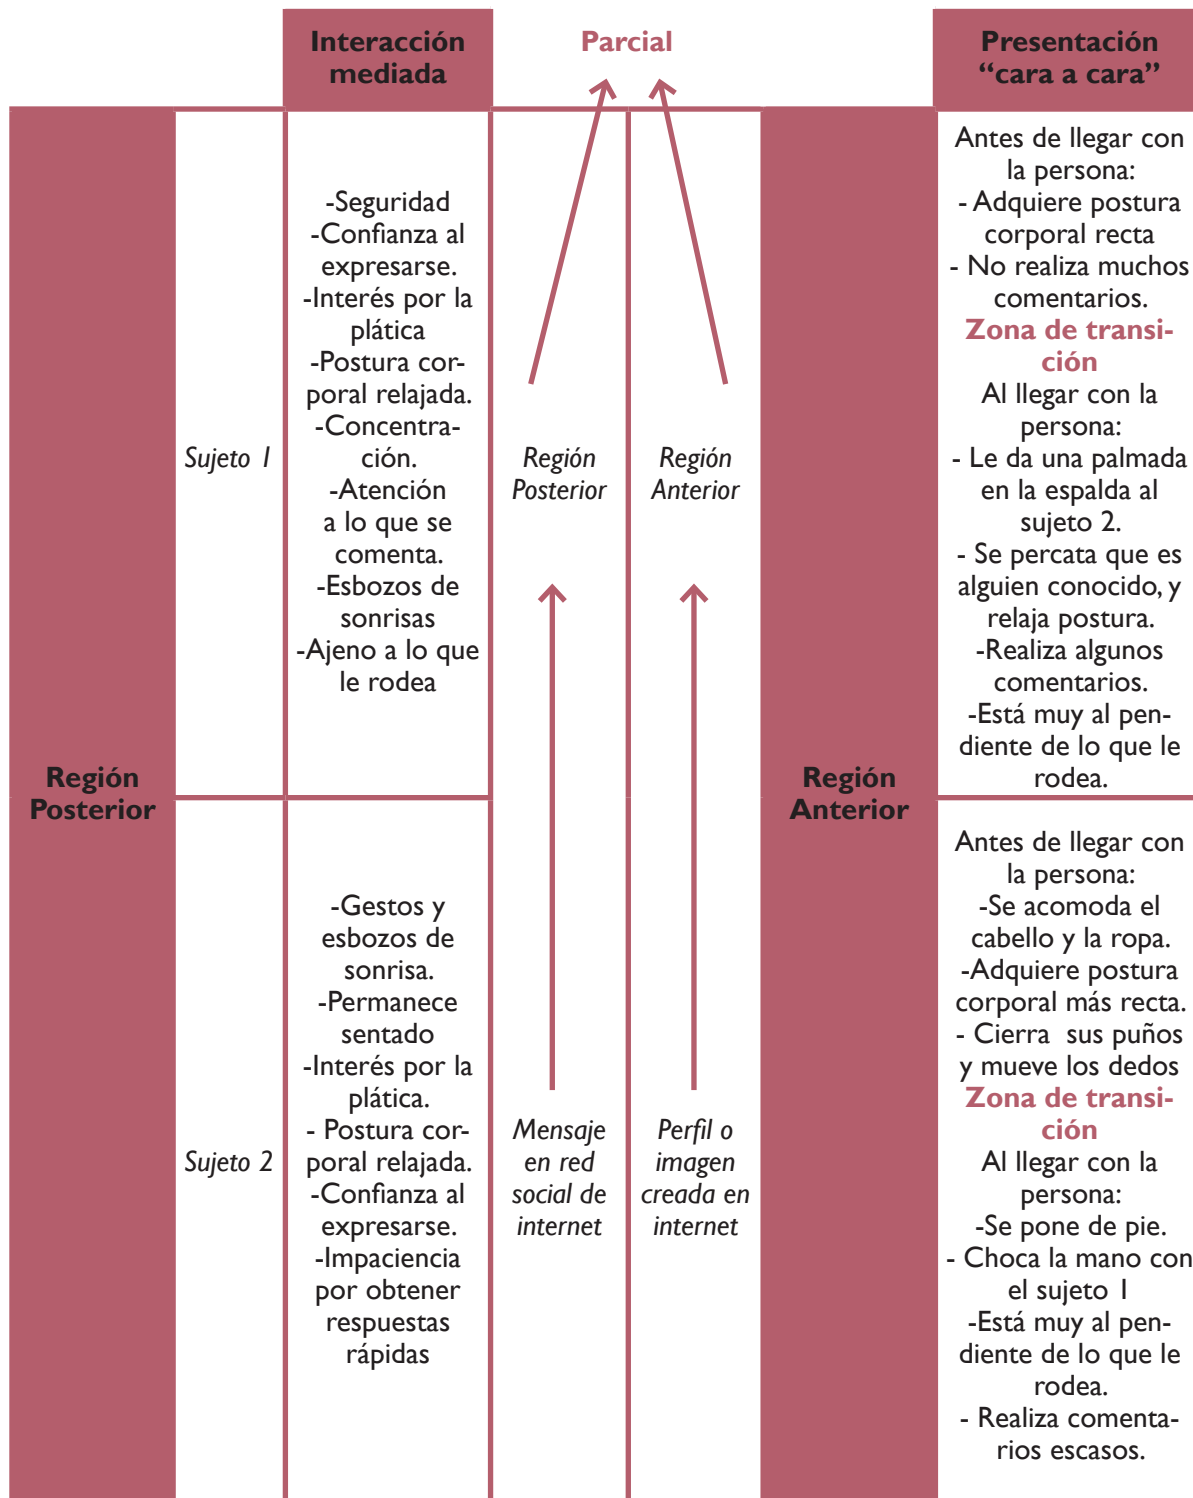 Interacción
mediada
Parcial
Presentación
“cara a cara”
Región
Posterior
Sujeto 1
-Seguridad
-Confianza al
expresarse.
-Interés por la
plática
-Postura cor-
poral relajada.
-Concentra-
ción.
-Atención
a lo que se
comenta.
-Esbozos de
sonrisas
-Ajeno a lo que
le rodea
Región
Posterior
Región
Anterior
Región
Anterior
Antes de llegar con
la persona:
- Adquiere postura
corporal recta
- No realiza muchos
comentarios.
Zona de transi-
ción
Al llegar con la
persona:
- Le da una palmada
en la espalda al
sujeto 2.
- Se percata que es
alguien conocido, y
relaja postura.
-Realiza algunos
comentarios.
-Está muy al pen-
diente de lo que le
rodea.
Sujeto 2
-Gestos y
esbozos de
sonrisa.
-Permanece
sentado
-Interés por la
plática.
- Postura cor-
poral relajada.
-Confianza al
expresarse.
-Impaciencia
por obtener
respuestas
rápidas
Mensaje
en red
social de
internet
Perfil o
imagen
creada en
internet
Antes de llegar con
la persona:
-Se acomoda el
cabello y la ropa.
-Adquiere postura
corporal más recta.
- Cierra sus puños
y mueve los dedos
Zona de transi-
ción
Al llegar con la
persona:
-Se pone de pie.
- Choca la mano con
el sujeto 1
-Está muy al pen-
diente de lo que le
rodea.
- Realiza comenta-
rios escasos.